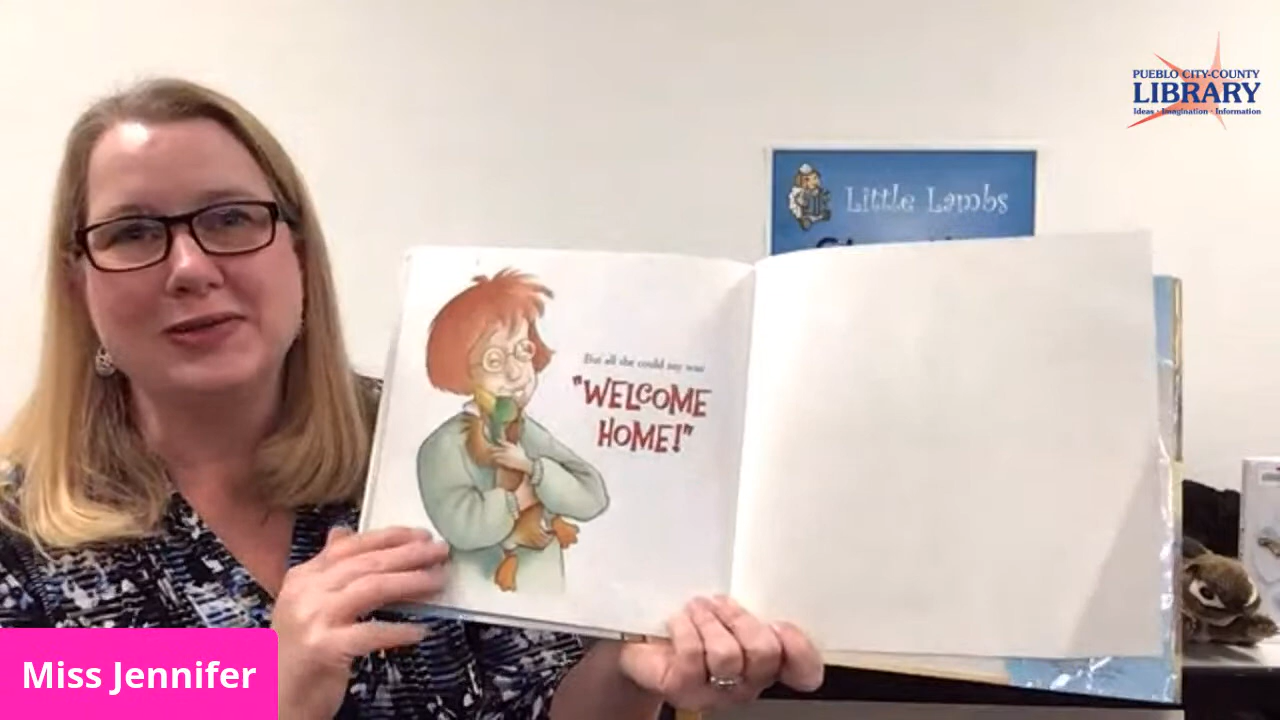 PUEBLO CITY-COUNTY
LIBRARY
Ideas · Imagination · Information
Little Lambs
But all she could say was
"WELCOME
HOME!"
Miss Jennifer